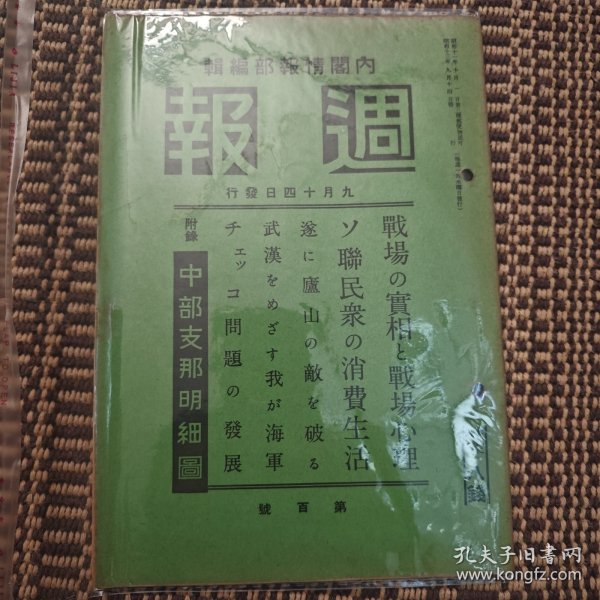 內閣情報部編輯
週報
九月十四日發行
戰場の實相と戰場心理
ソ聯民衆の消費生活
遂に廬山の敵を破る
武漢をめざす我が海軍
チェッコ問題の發展
附錄
中部支那明細圖
第百號
錢
孔夫子旧书网
www.kongfz.com